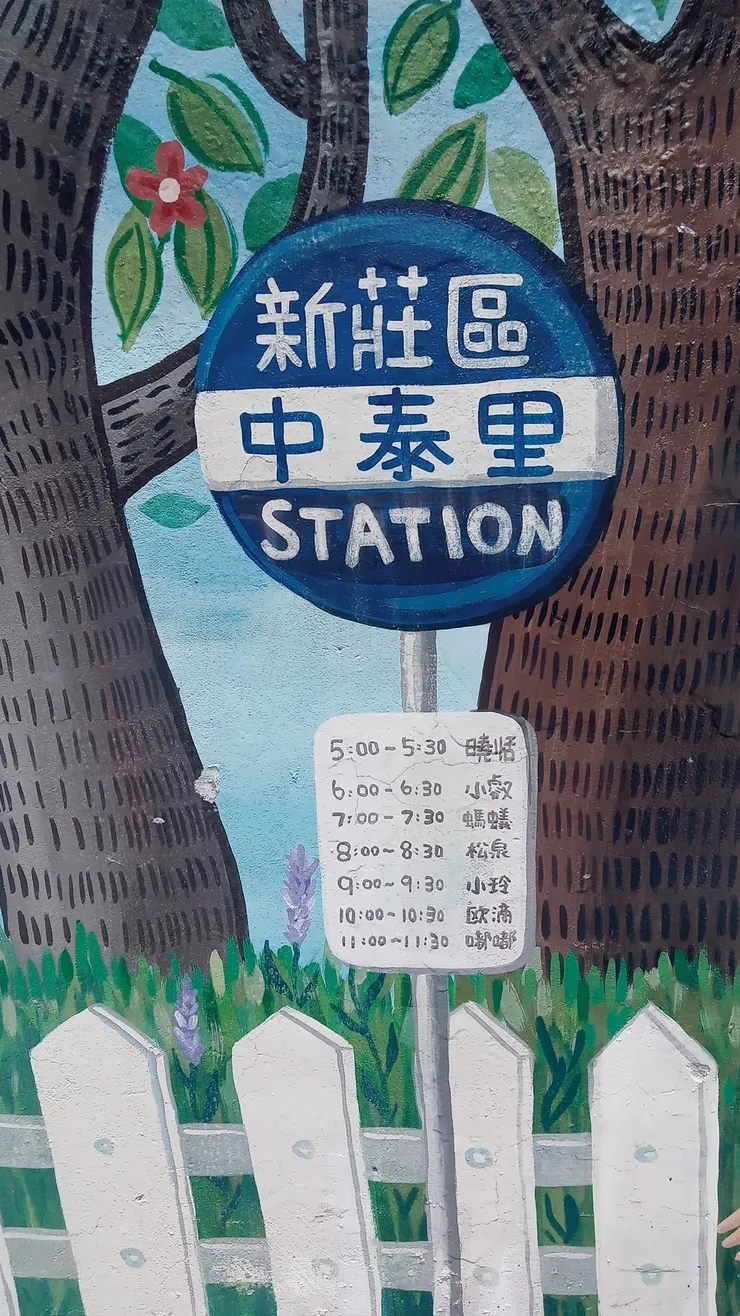 新莊區
中泰里
STATION
5:00~5:30 曉恬
6:00~6:30 小叡
7:00~7:30 螞蟻
8:00~8:30 松泉
9:00~9:30 小玲
10:00~10:30 欧滴
11:00~11:30 嘟嘟